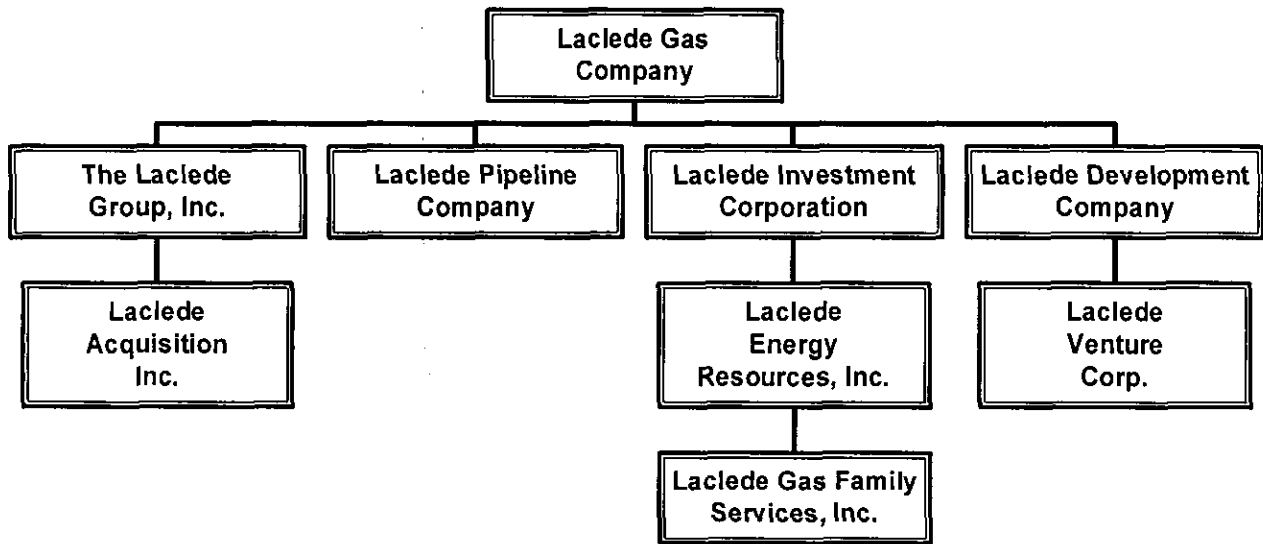 Laclede Gas
Company
The Laclede
Group, Inc.
Laclede Pipeline
Company
Laclede Investment
Corporation
Laclede Development
Company
Laclede
Acquisition
Inc.
Laclede
Energy
Resources, Inc.
Laclede
Venture
Corp.
Laclede Gas Family
Services, Inc.